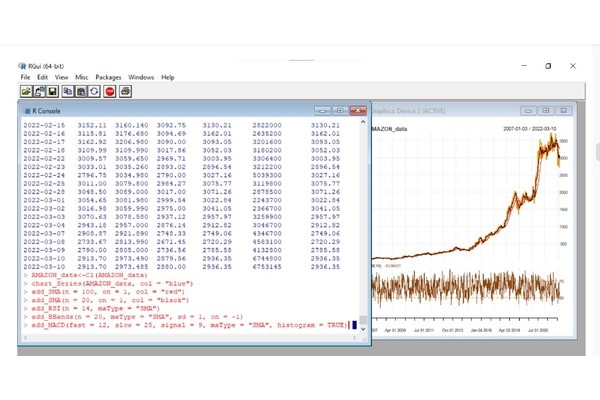 RGui (64-bit)
File Edit View Misc Packages Windows Help
R Console
2022-02-15 3152.11 3160.140 3092.75 3130.21 2822000 3130.21
2022-02-16 3115.81 3176.680 3094.69 3162.01 2635200 3162.01
2022-02-17 3162.92 3206.980 3090.00 3093.05 3201600 3093.05
2022-02-18 3109.99 3109.990 3017.86 3052.03 3180200 3052.03
2022-02-22 3009.57 3059.650 2969.71 3003.95 3306400 3003.95
2022-02-23 3033.01 3035.260 2893.02 2896.54 3212200 2896.54
2022-02-24 2796.75 3034.980 2790.00 3027.16 5039300 3027.16
2022-02-25 3011.00 3079.800 2984.27 3075.77 3119800 3075.77
2022-02-28 3048.50 3089.000 3017.00 3071.26 2878500 3071.26
2022-03-01 3054.65 3081.980 2999.54 3022.84 2243700 3022.84
2022-03-02 3016.98 3059.990 2975.00 3041.05 2366700 3041.05
2022-03-03 3070.63 3078.580 2937.12 2957.97 3259900 2957.97
2022-03-04 2943.18 2957.000 2876.14 2912.82 3046700 2912.82
2022-03-07 2908.87 2921.890 2748.33 2749.06 4346700 2749.06
2022-03-08 2733.67 2813.990 2671.45 2720.29 4583100 2720.29
2022-03-09 2790.00 2805.000 2736.56 2785.58 4132800 2785.58
2022-03-10 2913.70 2973.490 2879.56 2936.35 6744800 2936.35
2022-03-10 2913.70 2973.485 2880.00 2936.35 6753145 2936.35
> AMAZON_data<-Cl(AMAZON_data)
> chart_Series(AMAZON_data, col = "blue")
> add_SMA(n = 100, on = 1, col = "red")
> add_SMA(n = 20, on = 1, col = "black")
> add_RSI(n = 14, maType = "SMA")
> add_BBands(n = 20, maType = "SMA", sd = 1, on = -1)
> add_MACD(fast = 12, slow = 25, signal = 9, maType = "SMA", histogram = TRUE)
Graphics Device 2 (ACTIVE)
AMAZON_data 2007-01-03 / 2022-03-10
3500
3000
2500
2000
1500
1000
500
70
30
Apr 01 2009 Jul 01 2011 Oct 01 2013 Jan 04 2016 Apr 02 2018 Jul 01 2020